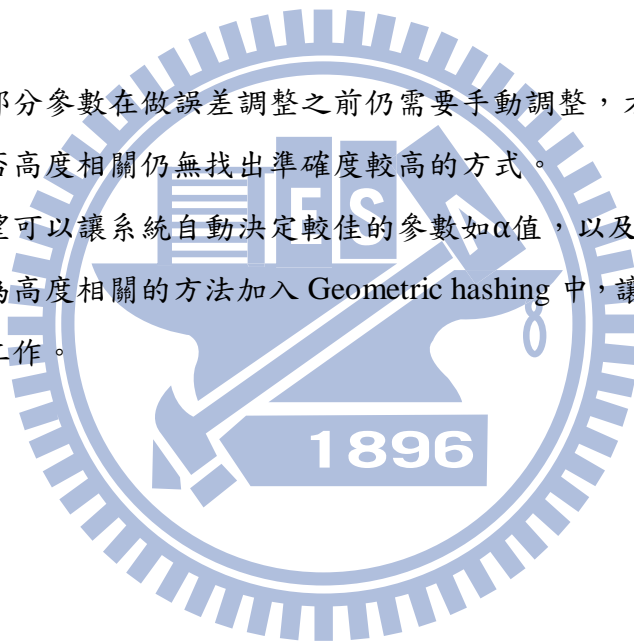 部分參數在做誤差調整之前仍需要手動調整，
否高度相關仍無找出準確度較高的方式。
望可以讓系統自動決定較佳的參數如α值，以及
為高度相關的方法加入 Geometric hashing 中，讓
工作。
ES
1896